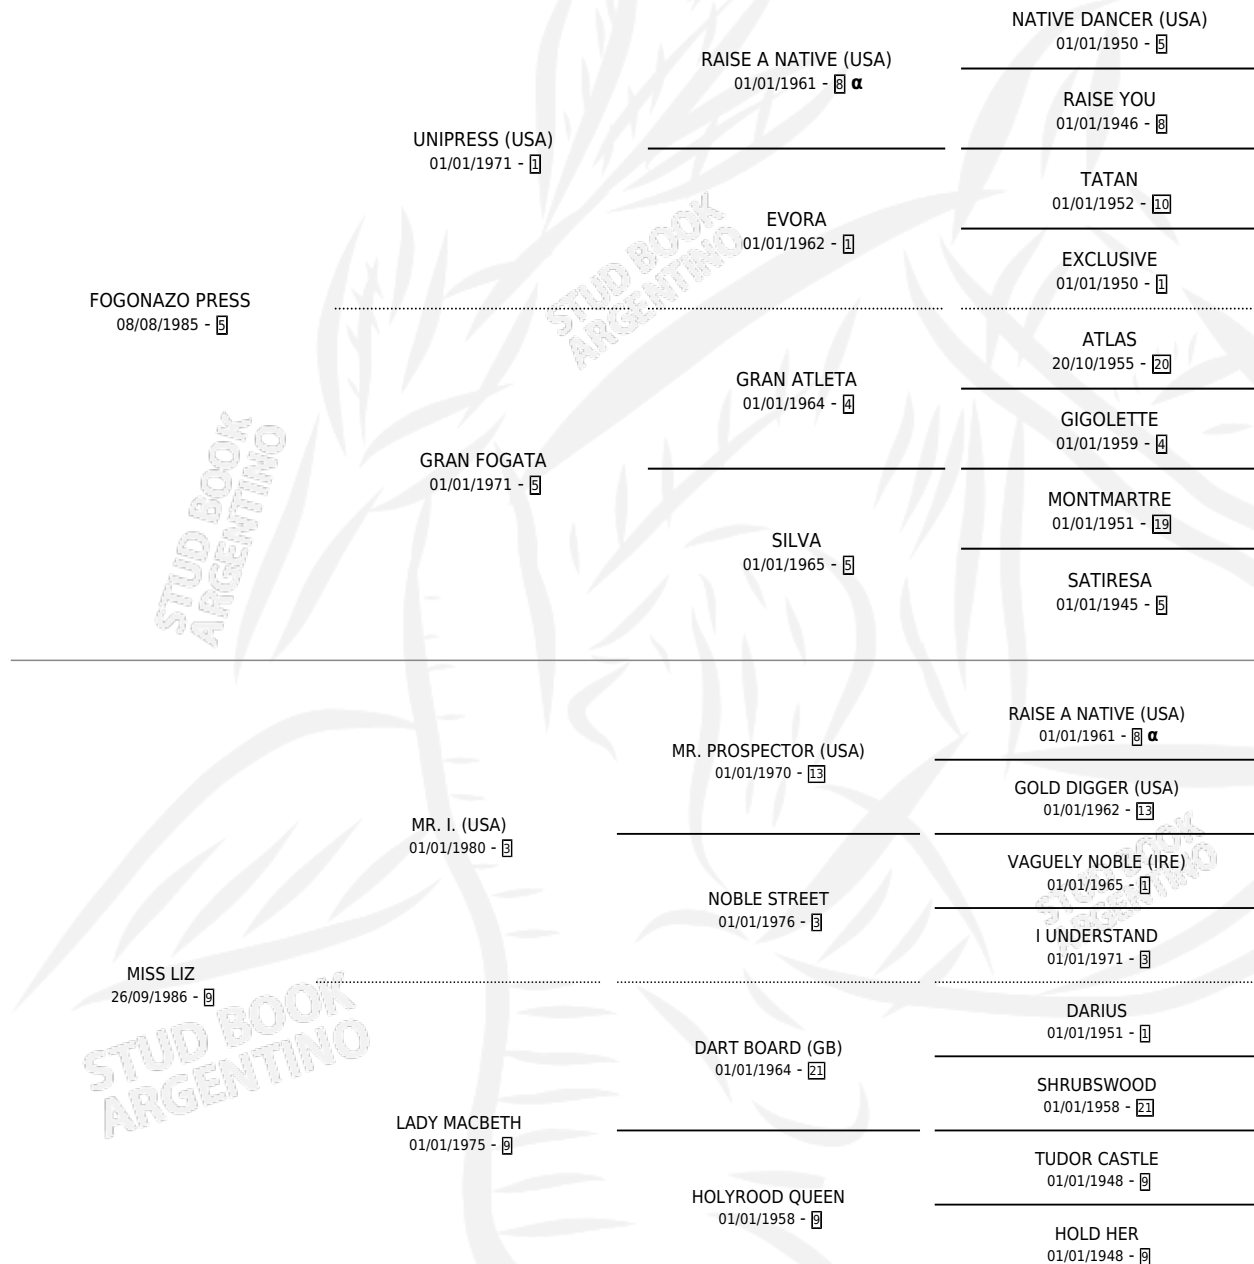 NATIVE DANCER (USA)
01/01/1950 - 5
RAISE A NATIVE (USA)
01/01/1961 - 8 α
RAISE YOU
01/01/1946 - 8
UNIPRESS (USA)
01/01/1971 - 1
TATAN
01/01/1952 - 10
EVORA
01/01/1962 - 1
EXCLUSIVE
01/01/1950 - 1
FOGONAZO PRESS
08/08/1985 - 5
ATLAS
20/10/1955 - 20
GRAN ATLETA
01/01/1964 - 4
GIGOLETTE
01/01/1959 - 4
GRAN FOGATA
01/01/1971 - 5
MONTMARTRE
01/01/1951 - 19
SILVA
01/01/1965 - 5
SATIRESA
01/01/1945 - 5
STUD BOOK
ARGENTINO
STUD BOOK
ARGENTINO
RAISE A NATIVE (USA)
01/01/1961 - 8 α
MR. PROSPECTOR (USA)
01/01/1970 - 13
GOLD DIGGER (USA)
01/01/1962 - 13
MR. I. (USA)
01/01/1980 - 3
VAGUELY NOBLE (IRE)
01/01/1965 - 1
NOBLE STREET
01/01/1976 - 3
I UNDERSTAND
01/01/1971 - 3
MISS LIZ
26/09/1986 - 9
DARIUS
01/01/1951 - 1
DART BOARD (GB)
01/01/1964 - 21
SHRUBSWOOD
01/01/1958 - 21
LADY MACBETH
01/01/1975 - 9
TUDOR CASTLE
01/01/1948 - 9
HOLYROOD QUEEN
01/01/1958 - 9
HOLD HER
01/01/1948 - 9
STUD BOOK
ARGENTINO
STUD BOOK
ARGENTINO